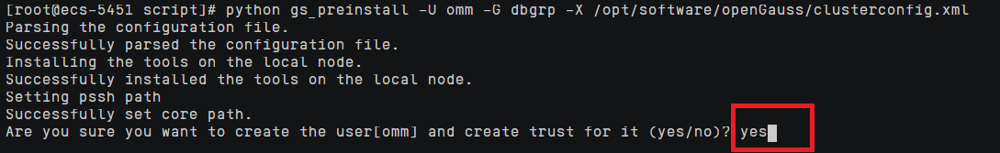 [root@ecs-5451 script]# python gs_preinstall -U omm -G dbgrp -X /opt/software/openGauss/clusterconfig.xml
Parsing the configuration file.
Successfully parsed the configuration file.
Installing the tools on the local node.
Successfully installed the tools on the local node.
Setting pssh path
Successfully set core path.
Are you sure you want to create the user[omm] and create trust for it (yes/no)? yes